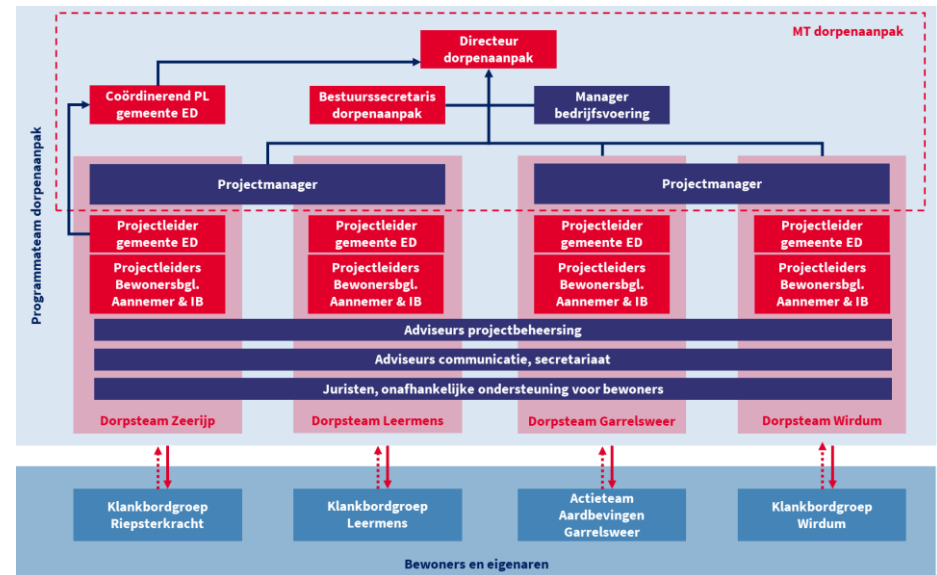 MT dorpenaanpak
Directeur
dorpenaanpak
Coördinerend PL
gemeente ED
Bestuurssecretaris
dorpenaanpak
Manager
bedrijfsvoering
Programmateam dorpenaanpak
Projectmanager
Projectmanager
Projectleider
gemeente ED
Projectleider
gemeente ED
Projectleider
gemeente ED
Projectleider
gemeente ED
Projectleiders
Bewonersbgl.
Aannemer & IB
Projectleiders
Bewonersbgl.
Aannemer & IB
Projectleiders
Bewonersbgl.
Aannemer & IB
Projectleiders
Bewonersbgl.
Aannemer & IB
Adviseurs projectbeheersing
Adviseurs communicatie, secretariaat
Juristen, onafhankelijke ondersteuning voor bewoners
Dorpsteam Zeerijp
Dorpsteam Leermens
Dorpsteam Garrelsweer
Dorpsteam Wirdum
Klankbordgroep
Riepsterkracht
Klankbordgroep
Leermens
Actieteam
Aardbevingen
Garrelsweer
Klankbordgroep
Wirdum
Bewoners en eigenaren